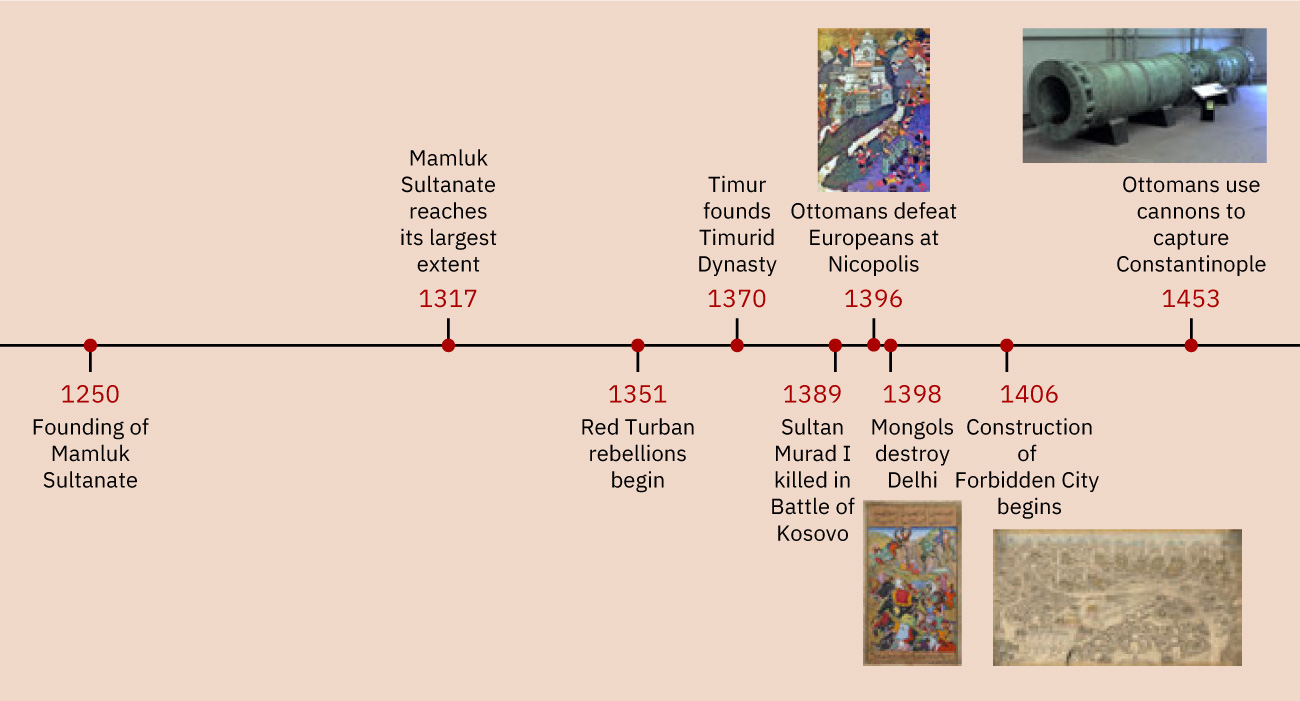 1250
Founding of
Mamluk
Sultanate
Mamluk
Sultanate
reaches
its largest
extent
1317
1351
Red Turban
rebellions
begin
Timur
founds
Timurid
Dynasty
1370
1389
Sultan
Murad I
killed in
Battle of
Kosovo
Ottomans defeat
Europeans at
Nicopolis
1396
1398
Mongols
destroy
Delhi
1406
Construction
of
Forbidden City
begins
Ottomans use
cannons to
capture
Constantinople
1453